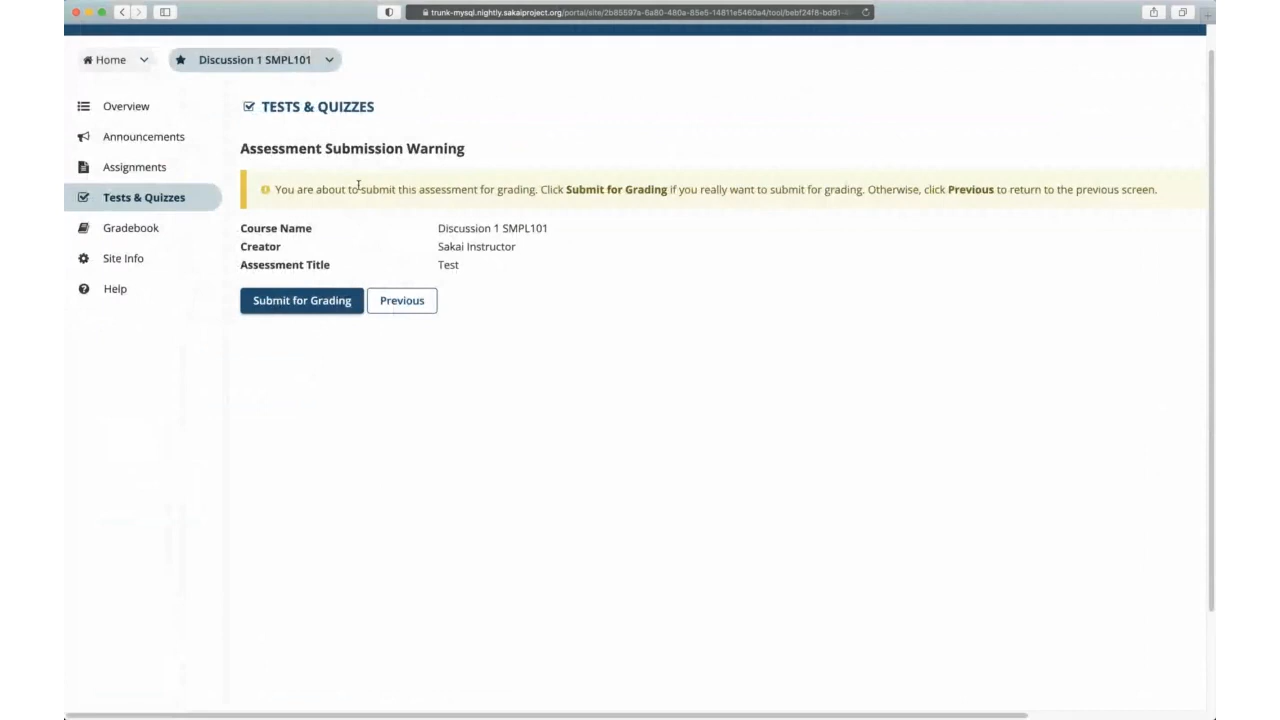 trunk-mysql.nightly.sakaiproject.org/portal/site/2b85597a-6a80-480a-85e5-14811e5460a4/tool/bebf24f8-bd91-
Home
Discussion 1 SMPL101
Overview
Announcements
Assignments
Tests & Quizzes
Gradebook
Site Info
Help
TESTS & QUIZZES
Assessment Submission Warning
You are about to submit this assessment for grading. Click Submit for Grading if you really want to submit for grading. Otherwise, click Previous to return to the previous screen.
Course Name Discussion 1 SMPL101
Creator Sakai Instructor
Assessment Title Test
Submit for Grading Previous